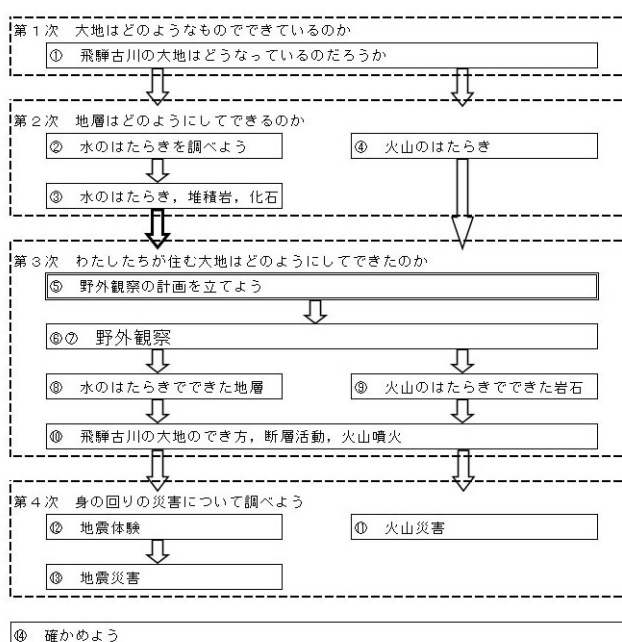 第１次　大地はどのようなものでできているのか
①　飛騨古川の大地はどうなっているのだろうか
第２次　地層はどのようにしてできるのか
②　水のはたらきを調べよう
④　火山のはたらき
③　水のはたらき，堆積岩，化石
第３次　わたしたちが住む大地はどのようにしてできたのか
⑤　野外観察の計画を立てよう
⑥⑦　野外観察
⑧　水のはたらきでできた地層
⑨　火山のはたらきでできた岩石
⑩　飛騨古川の大地のでき方，断層活動，火山噴火
第４次　身の回りの災害について調べよう
⑫　地震体験
⑪　火山災害
⑬　地震災害
⑭　確かめよう